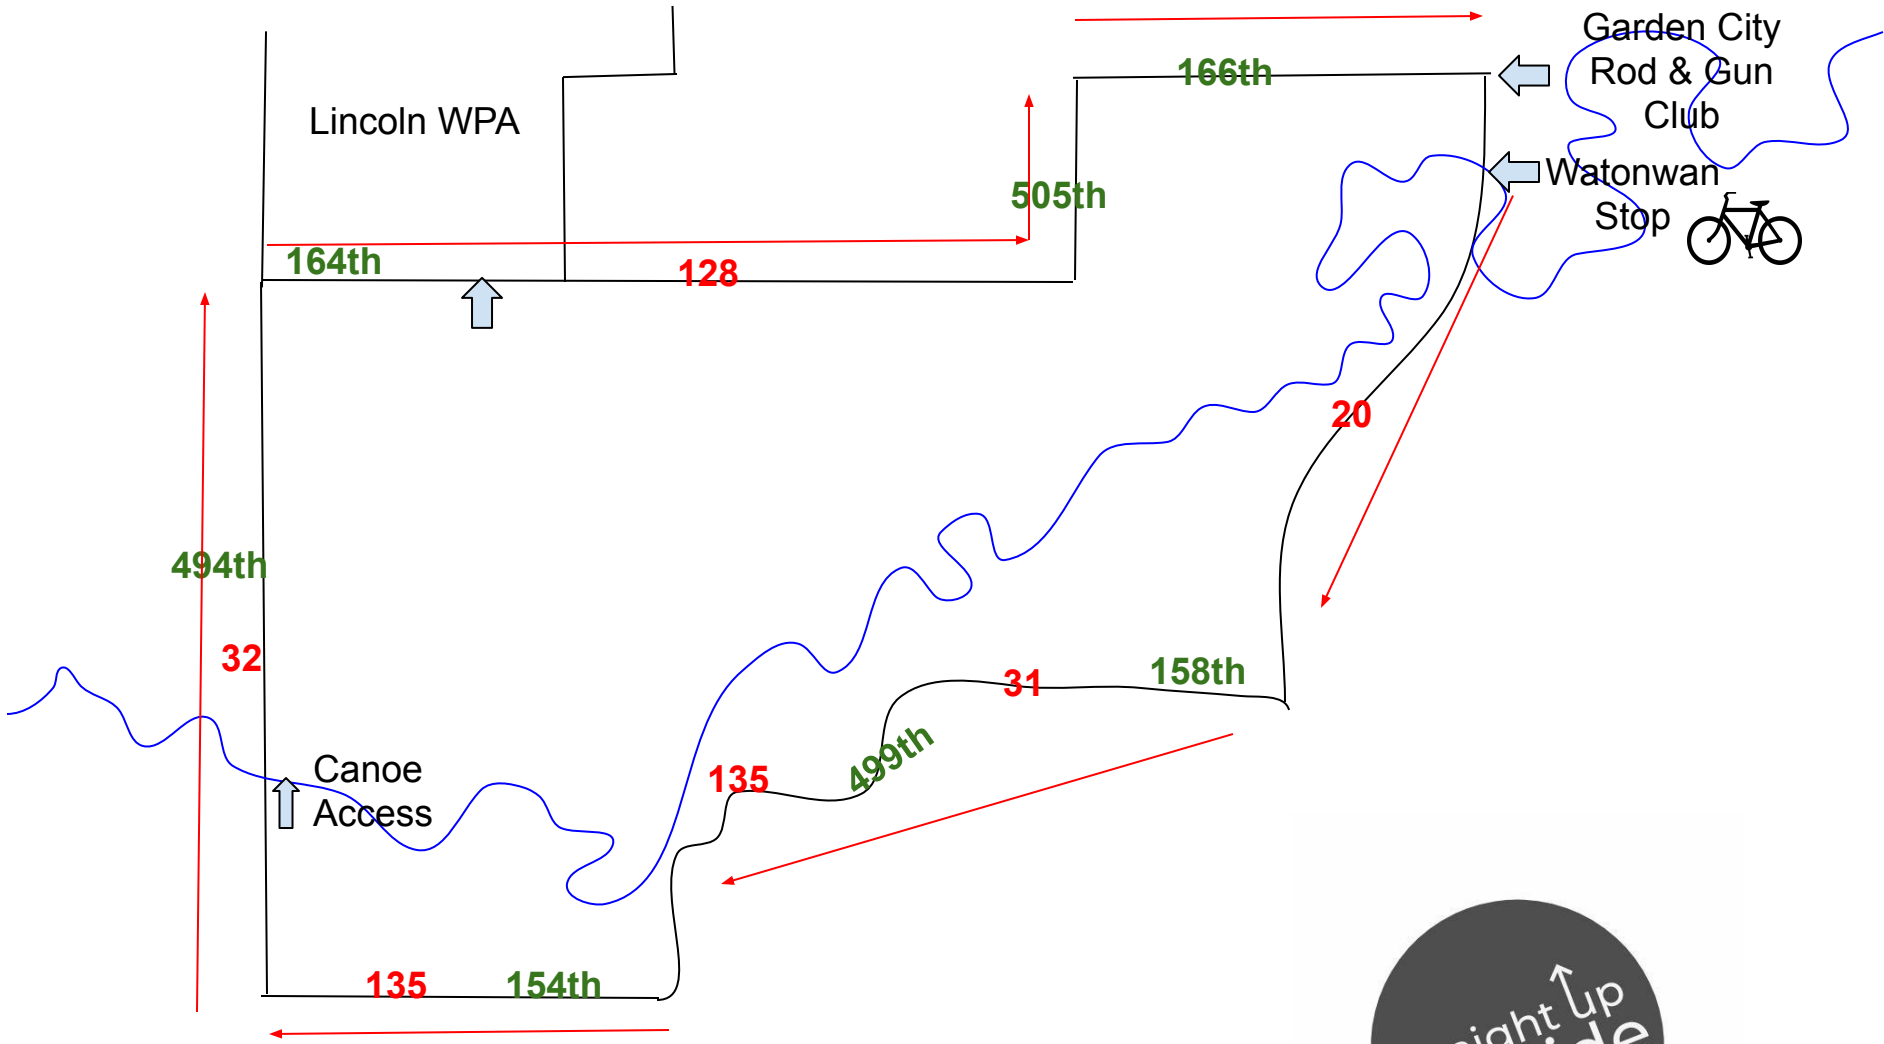 Garden City
Rod & Gun
Club
166th
Lincoln WPA
Watonwan
Stop
505th
164th
128
20
494th
32
31
158th
499th
135
Canoe
Access
135
154th
up